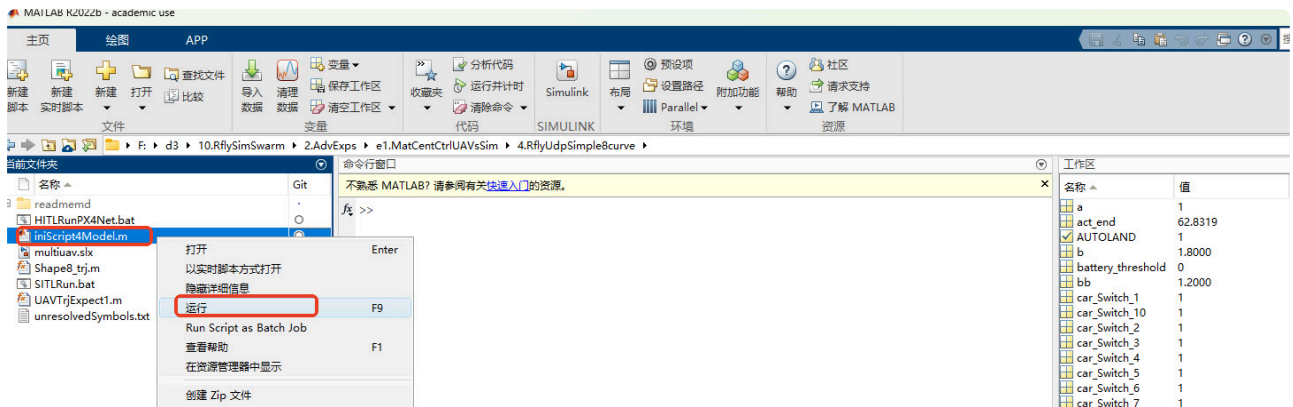 MATLAB R2022b - academic use
主页 绘图 APP
新建 脚本
新建 实时脚本
新建
打开
查找文件
比较
文件
导入 数据
清理 数据
变量
保存工作区
清空工作区
变量
收藏夹
分析代码
运行并计时
清除命令
代码
Simulink
SIMULINK
布局
预设项
设置路径
Parallel
附加功能
环境
帮助
社区
请求支持
了解 MATLAB
资源
F: d3 10.RflySimSwarm 2.AdvExps e1.MatCentCtrlUAVsSim 4.RflyUdpSimple8curve
当前文件夹
名称 Git
readmemd
HITLRunPX4Net.bat
iniScript4Model.m
multiuav.slx
Shape8_trj.m
SITLRun.bat
UAVTrjExpect1.m
unresolvedSymbols.txt
打开 Enter
以实时脚本方式打开
隐藏详细信息
运行 F9
Run Script as Batch Job
查看帮助 F1
在资源管理器中显示
创建 Zip 文件
命令行窗口
不熟悉 MATLAB? 请参阅有关快速入门的资源。 ×
fx >>
工作区
名称 值
a 1
act_end 62.8319
AUTOLAND 1
b 1.8000
battery_threshold 0
bb 1.2000
car_Switch_1 1
car_Switch_10 1
car_Switch_2 1
car_Switch_3 1
car_Switch_4 1
car_Switch_5 1
car_Switch_6 1
car_Switch_7 1